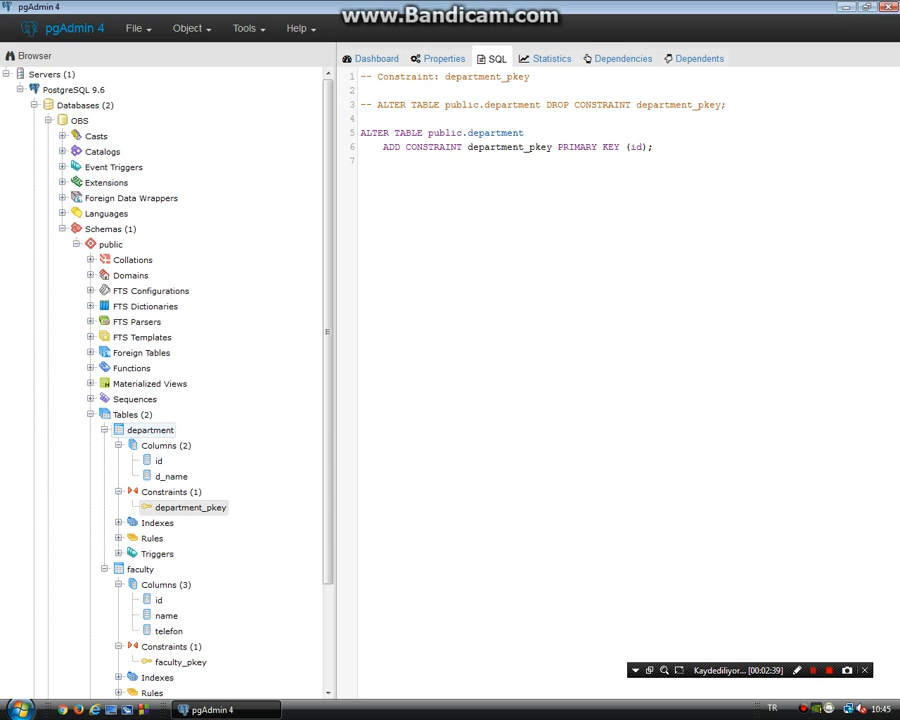 pgAdmin 4
www.Bandicam.com
pgAdmin 4 File Object Tools Help
Browser
Dashboard Properties SQL Statistics Dependencies Dependents
Servers (1)
PostgreSQL 9.6
Databases (2)
OBS
Casts
Catalogs
Event Triggers
Extensions
Foreign Data Wrappers
Languages
Schemas (1)
public
Collations
Domains
FTS Configurations
FTS Dictionaries
FTS Parsers
FTS Templates
Foreign Tables
Functions
Materialized Views
Sequences
Tables (2)
department
Columns (2)
id
d_name
Constraints (1)
department_pkey
Indexes
Rules
Triggers
faculty
Columns (3)
id
name
telefon
Constraints (1)
faculty_pkey
Indexes
Rules
1 -- Constraint: department_pkey
2
3 -- ALTER TABLE public.department DROP CONSTRAINT department_pkey;
4
5 ALTER TABLE public.department
6 ADD CONSTRAINT department_pkey PRIMARY KEY (id);
7
Kaydediliyor... [00:02:39]
pgAdmin 4
TR
10:45